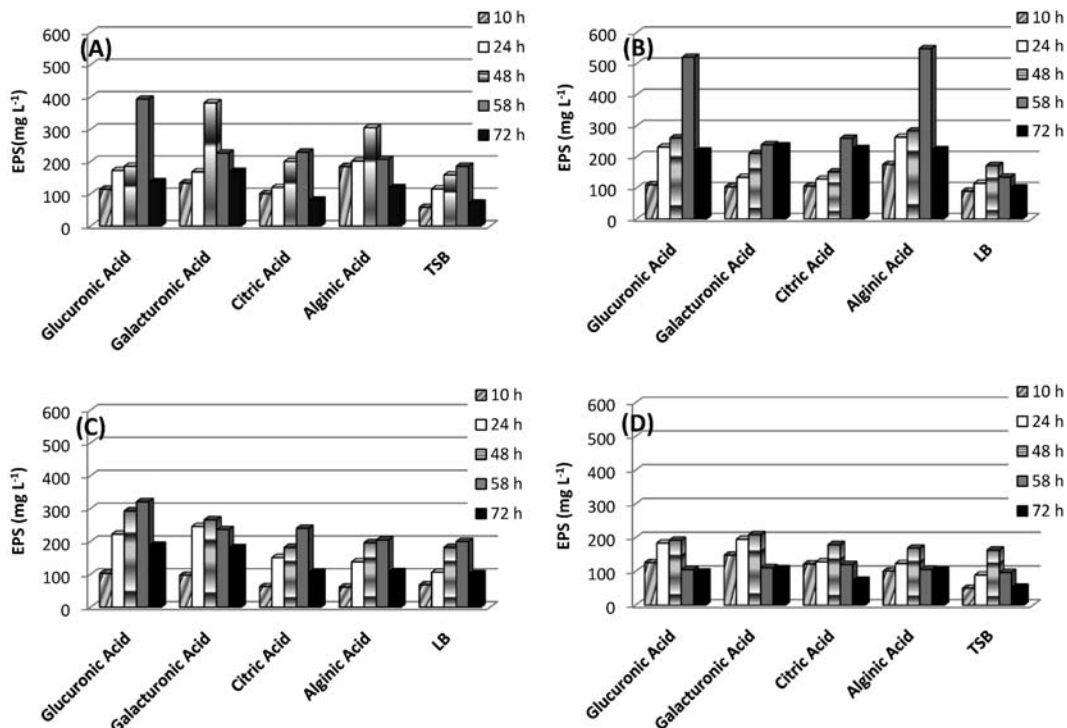 (A)
EPS(mg L⁻¹)
600
500
400
300
200
100
0
10 h
24 h
48 h
58 h
72 h
Glucuronic Acid
Galacturonic Acid
Citric Acid
Alginic Acid
TSB
(B)
EPS (mg L⁻¹)
600
500
400
300
200
100
0
10 h
24 h
48 h
58 h
72 h
Glucuronic Acid
Galacturonic Acid
Citric Acid
Alginic Acid
LB
(C)
EPS (mg L⁻¹)
600
500
400
300
200
100
0
10 h
24 h
48 h
58 h
72 h
Glucuronic Acid
Galacturonic Acid
Citric Acid
Alginic Acid
LB
(D)
EPS (mg L⁻¹)
600
500
400
300
200
100
0
10 h
24 h
48 h
58 h
72 h
Glucuronic Acid
Galacturonic Acid
Citric Acid
Alginic Acid
TSB